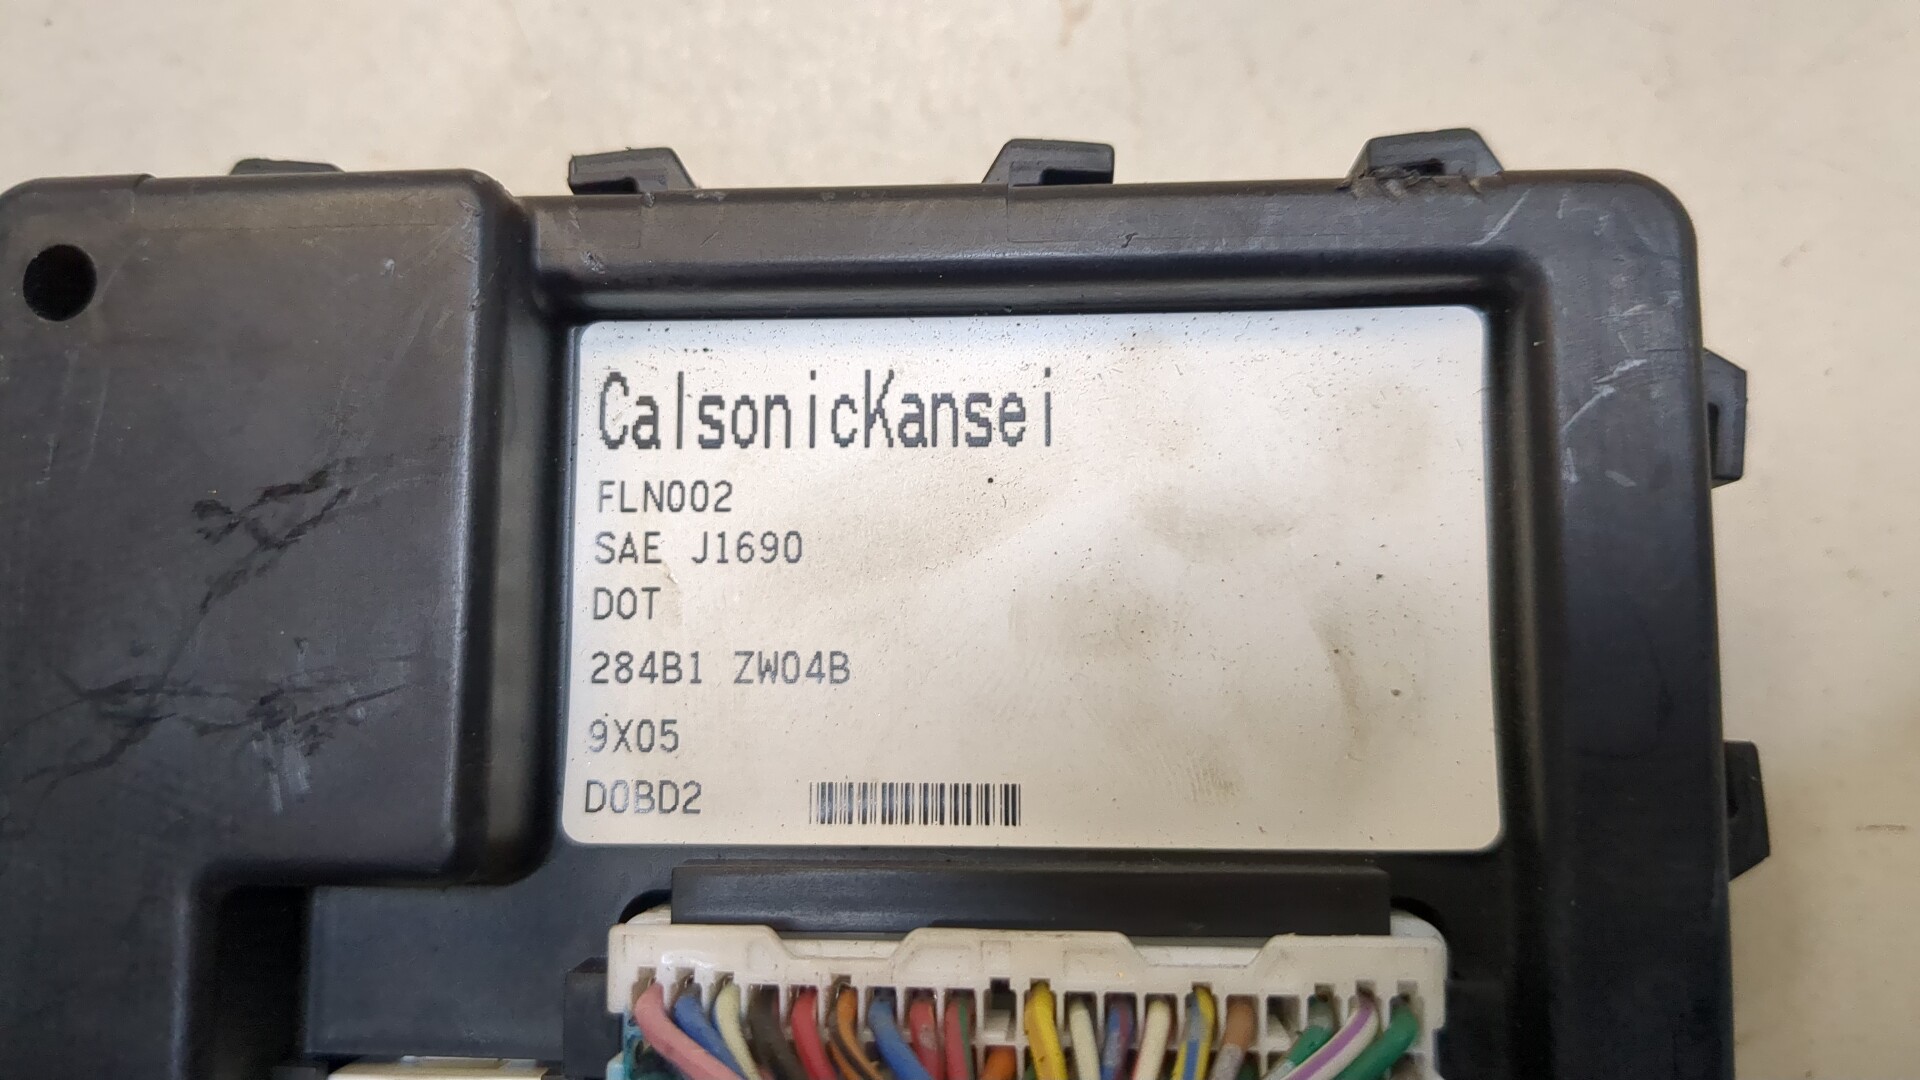 CalsonicKansei
FLN002
SAE J1690
DOT
284B1 ZW04B
9X05
D0BD2